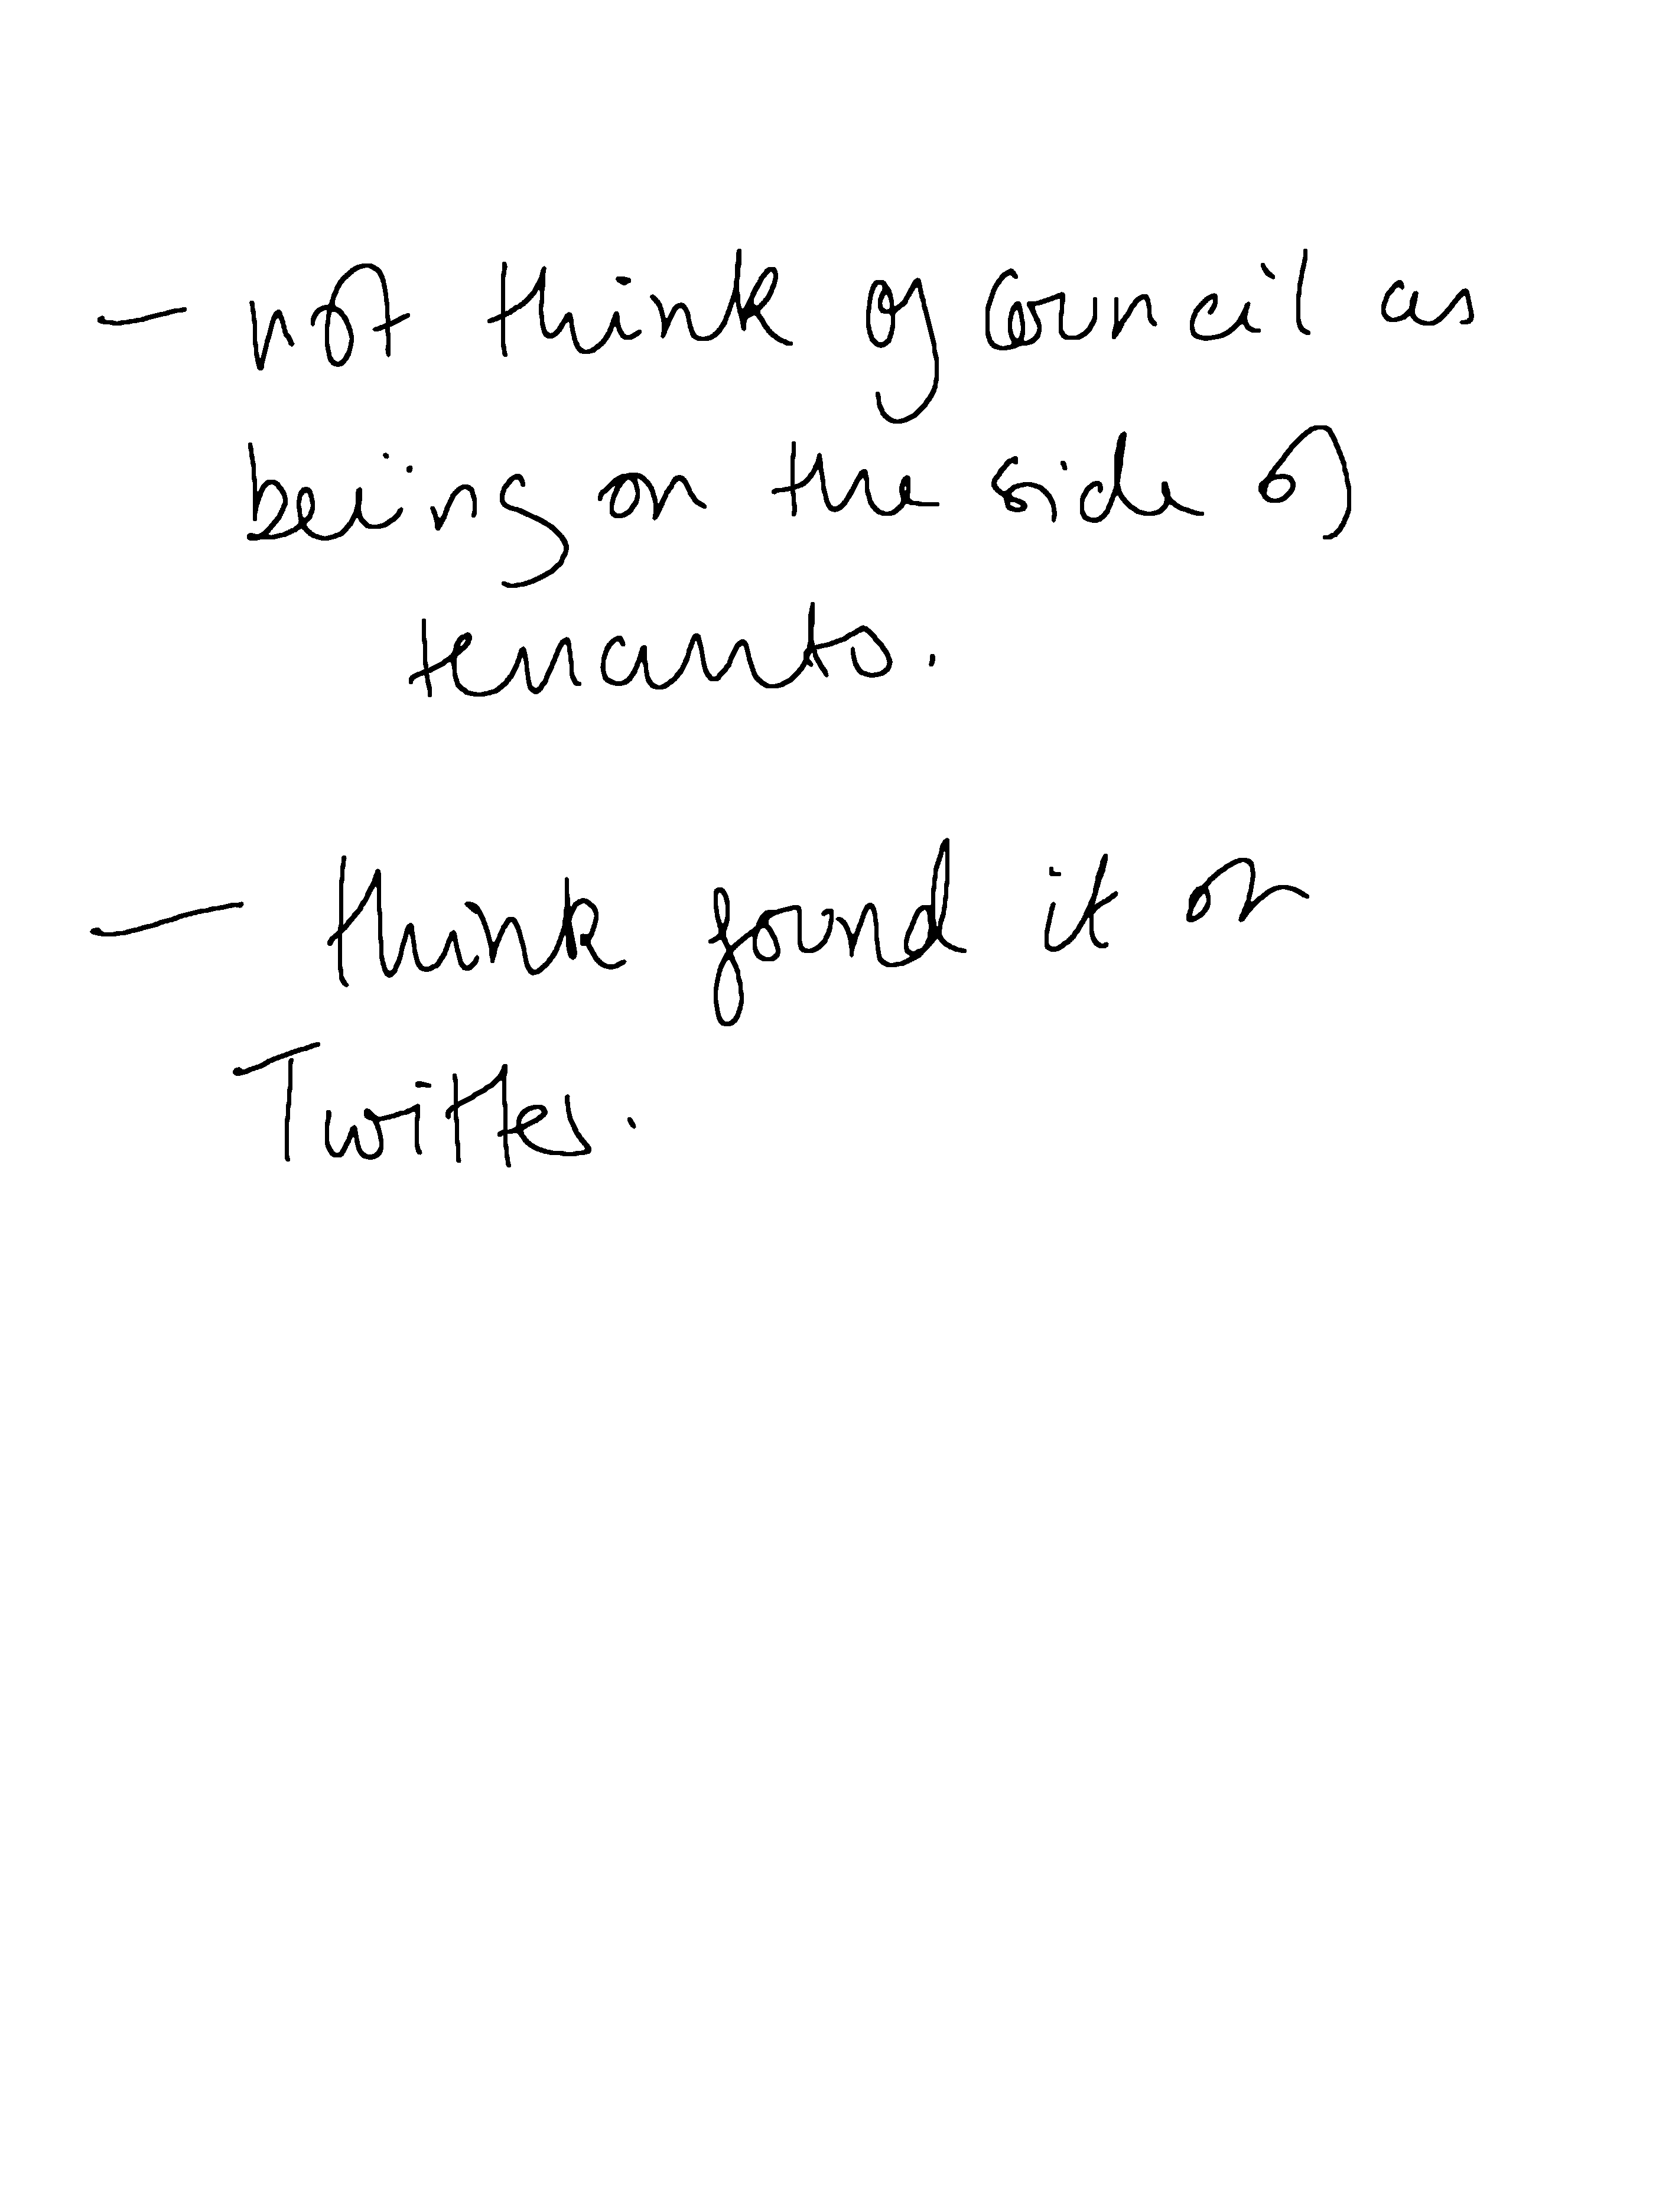 - not think of Council as
being on the side of
tenants.
- think found it on
Twitter.